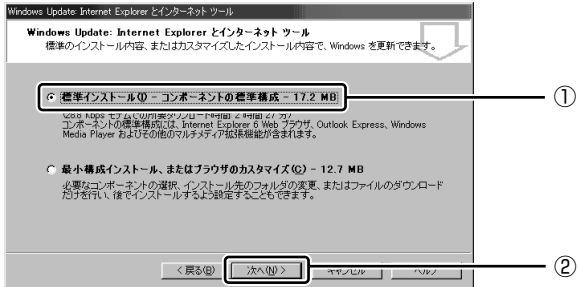 Windows Update: Internet Explorer とインターネット ツール
Windows Update: Internet Explorer とインターネット ツール
標準のインストール内容、またはカスタマイズしたインストール内容で、Windows を更新できます。
標準インストール(I) - コンポーネントの標準構成 - 17.2 MB
①
(28.8 Kbps モデムでの所要ダウンロード時間 2 時間 27 分)
コンポーネントの標準構成には、Internet Explorer 6 Web ブラウザ、Outlook Express、Windows
Media Player およびその他のマルチメディア拡張機能が含まれます。
最小構成インストール、またはブラウザのカスタマイズ(C) - 12.7 MB
必要なコンポーネントの選択、インストール先のフォルダの変更、またはファイルのダウンロード
だけを行い、後でインストールするよう設定することもできます。
< 戻る(B) 次へ(N) > キャンセル ヘルプ
②